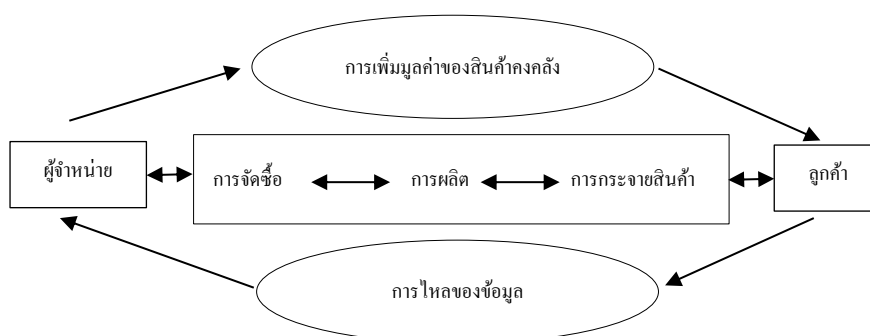 การเพิ่มมูลค่าของสินค้าคงคลัง
ผู้จำหน่าย
การจัดซื้อ
การผลิต
การกระจายสินค้า
ลูกค้า
การไหลของข้อมูล